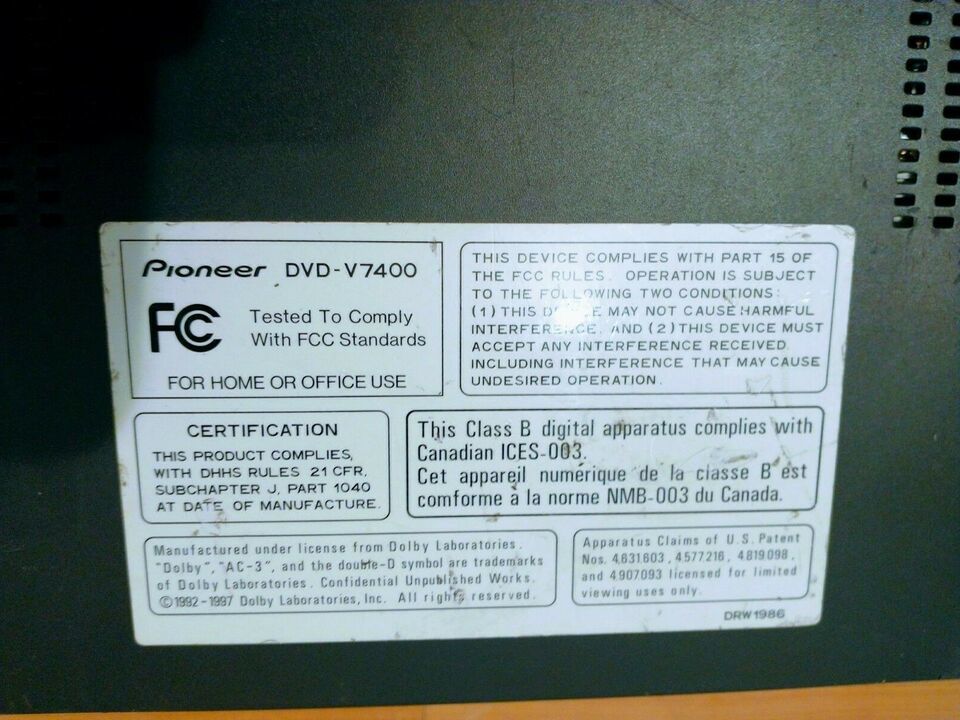 Pioneer DVD-V7400
FC Tested To Comply
With FCC Standards
FOR HOME OR OFFICE USE
THIS DEVICE COMPLIES WITH PART 15 OF
THE FCC RULES. OPERATION IS SUBJECT
TO THE FOLLOWING TWO CONDITIONS:
(1) THIS DEVICE MAY NOT CAUSE HARMFUL
INTERFERENCE, AND (2) THIS DEVICE MUST
ACCEPT ANY INTERFERENCE RECEIVED
INCLUDING INTERFERENCE THAT MAY CAUSE
UNDESIRED OPERATION.
CERTIFICATION
THIS PRODUCT COMPLIES,
WITH DHHS RULES 21 CFR,
SUBCHAPTER J, PART 1040
AT DATE OF MANUFACTURE.
This Class B digital apparatus complies with
Canadian ICES-003.
Cet appareil numérique de la classe B est
comforme à la norme NMB-003 du Canada.
Manufactured under license from Dolby Laboratories.
"Dolby", "AC-3", and the double-D symbol are trademarks
of Dolby Laboratories. Confidential Unpublished Works.
©1992-1997 Dolby Laboratories, Inc. All rights reserved.
Apparatus Claims of U.S. Patent
Nos. 4,631603, 4,577,216, 4,819,098,
and 4,907,093 licensed for limited
viewing uses only.
DRW1986